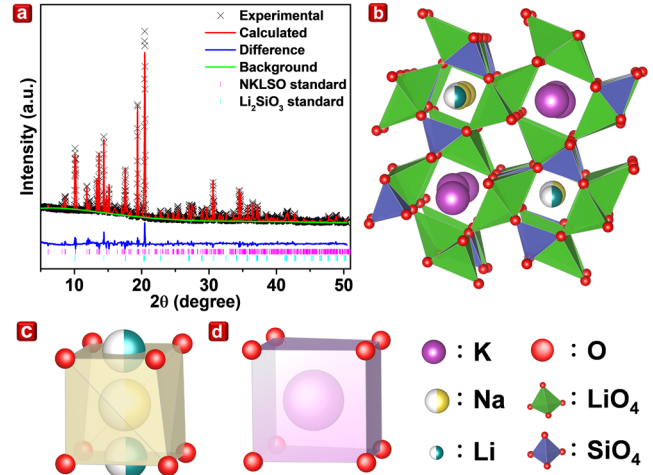 a
Experimental
Calculated
Difference
Background
NKLSO standard
Li₂SiO₃ standard
Intensity (a.u.)
10 20 30 40 50
2θ (degree)
b
c
d
: K
: O
: Na
: LiO₄
: Li
: SiO₄